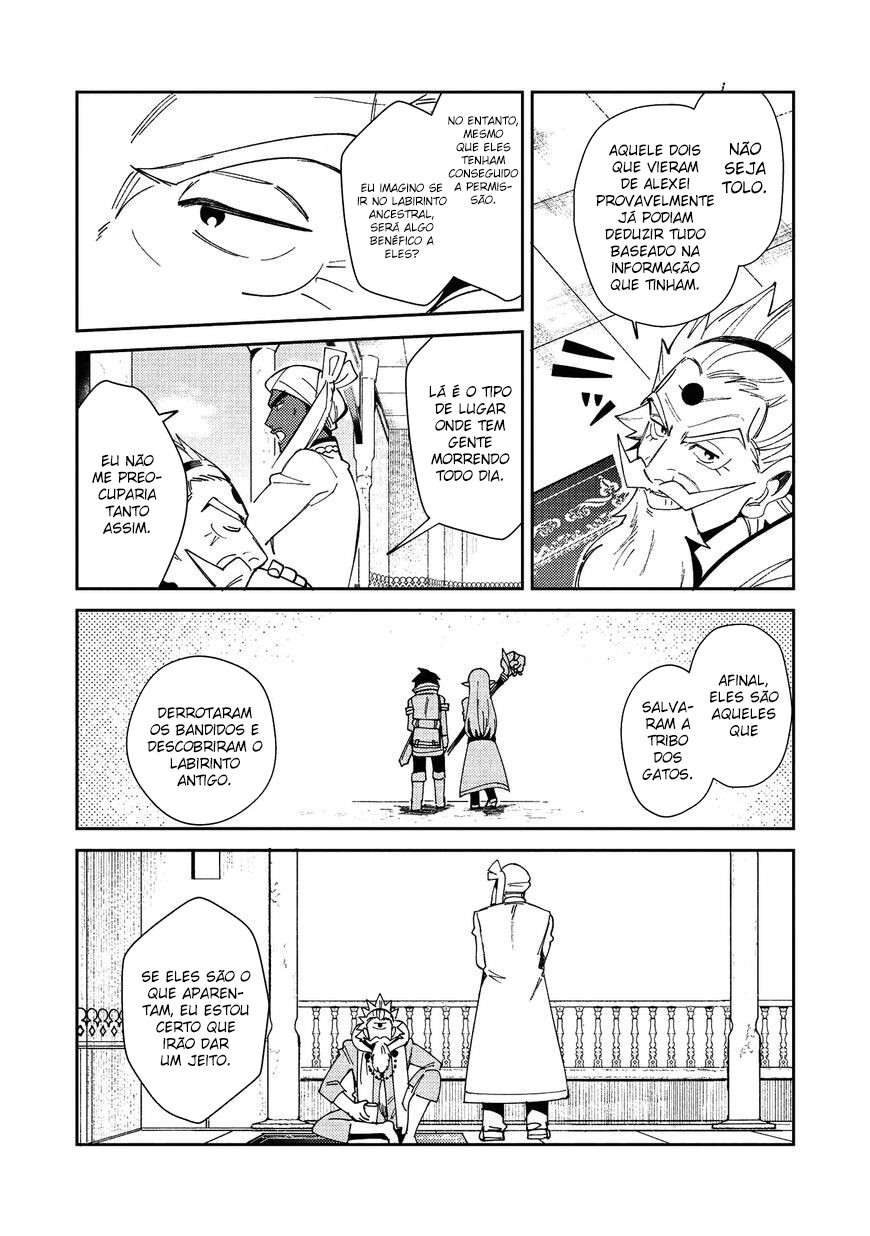 NÃO
SEJA
TOLO.
AQUELE DOIS
QUE VIERAM
DE ALEXEI
PROVAVELMENTE
JÁ PODIAM
DEDUZIR TUDO
BASEADO NA
INFORMAÇÃO
QUE TINHAM.
NO ENTANTO,
MESMO
QUE ELES
TENHAM
CONSEGUIDO
A PERMIS-
SÃO.
EU IMAGINO SE
IR NO LABIRINTO
ANCESTRAL,
SERÁ ALGO
BENÉFICO A
ELES?
LÁ É O TIPO
DE LUGAR
ONDE TEM
GENTE
MORRENDO
TODO DIA.
EU NÃO
ME PREO-
CUPARIA
TANTO
ASSIM.
AFINAL,
ELES SÃO
AQUELES
QUE
SALVA-
RAM A
TRIBO
DOS
GATOS.
DERROTARAM
OS BANDIDOS E
DESCOBRIRAM O
LABIRINTO
ANTIGO.
SE ELES SÃO O
QUE APAREN-
TAM, EU ESTOU
CERTO QUE
IRÃO DAR
UM JEITO.